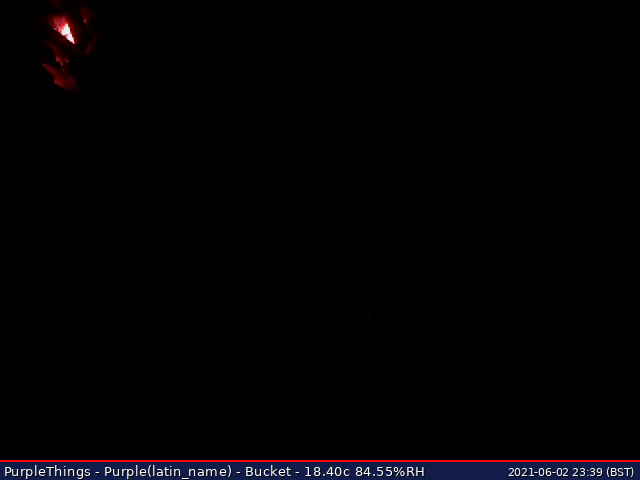 PurpleThings - Purple(latin_name) - Bucket - 18.40c 84.55%RH
2021-06-02 23:39 (BST)